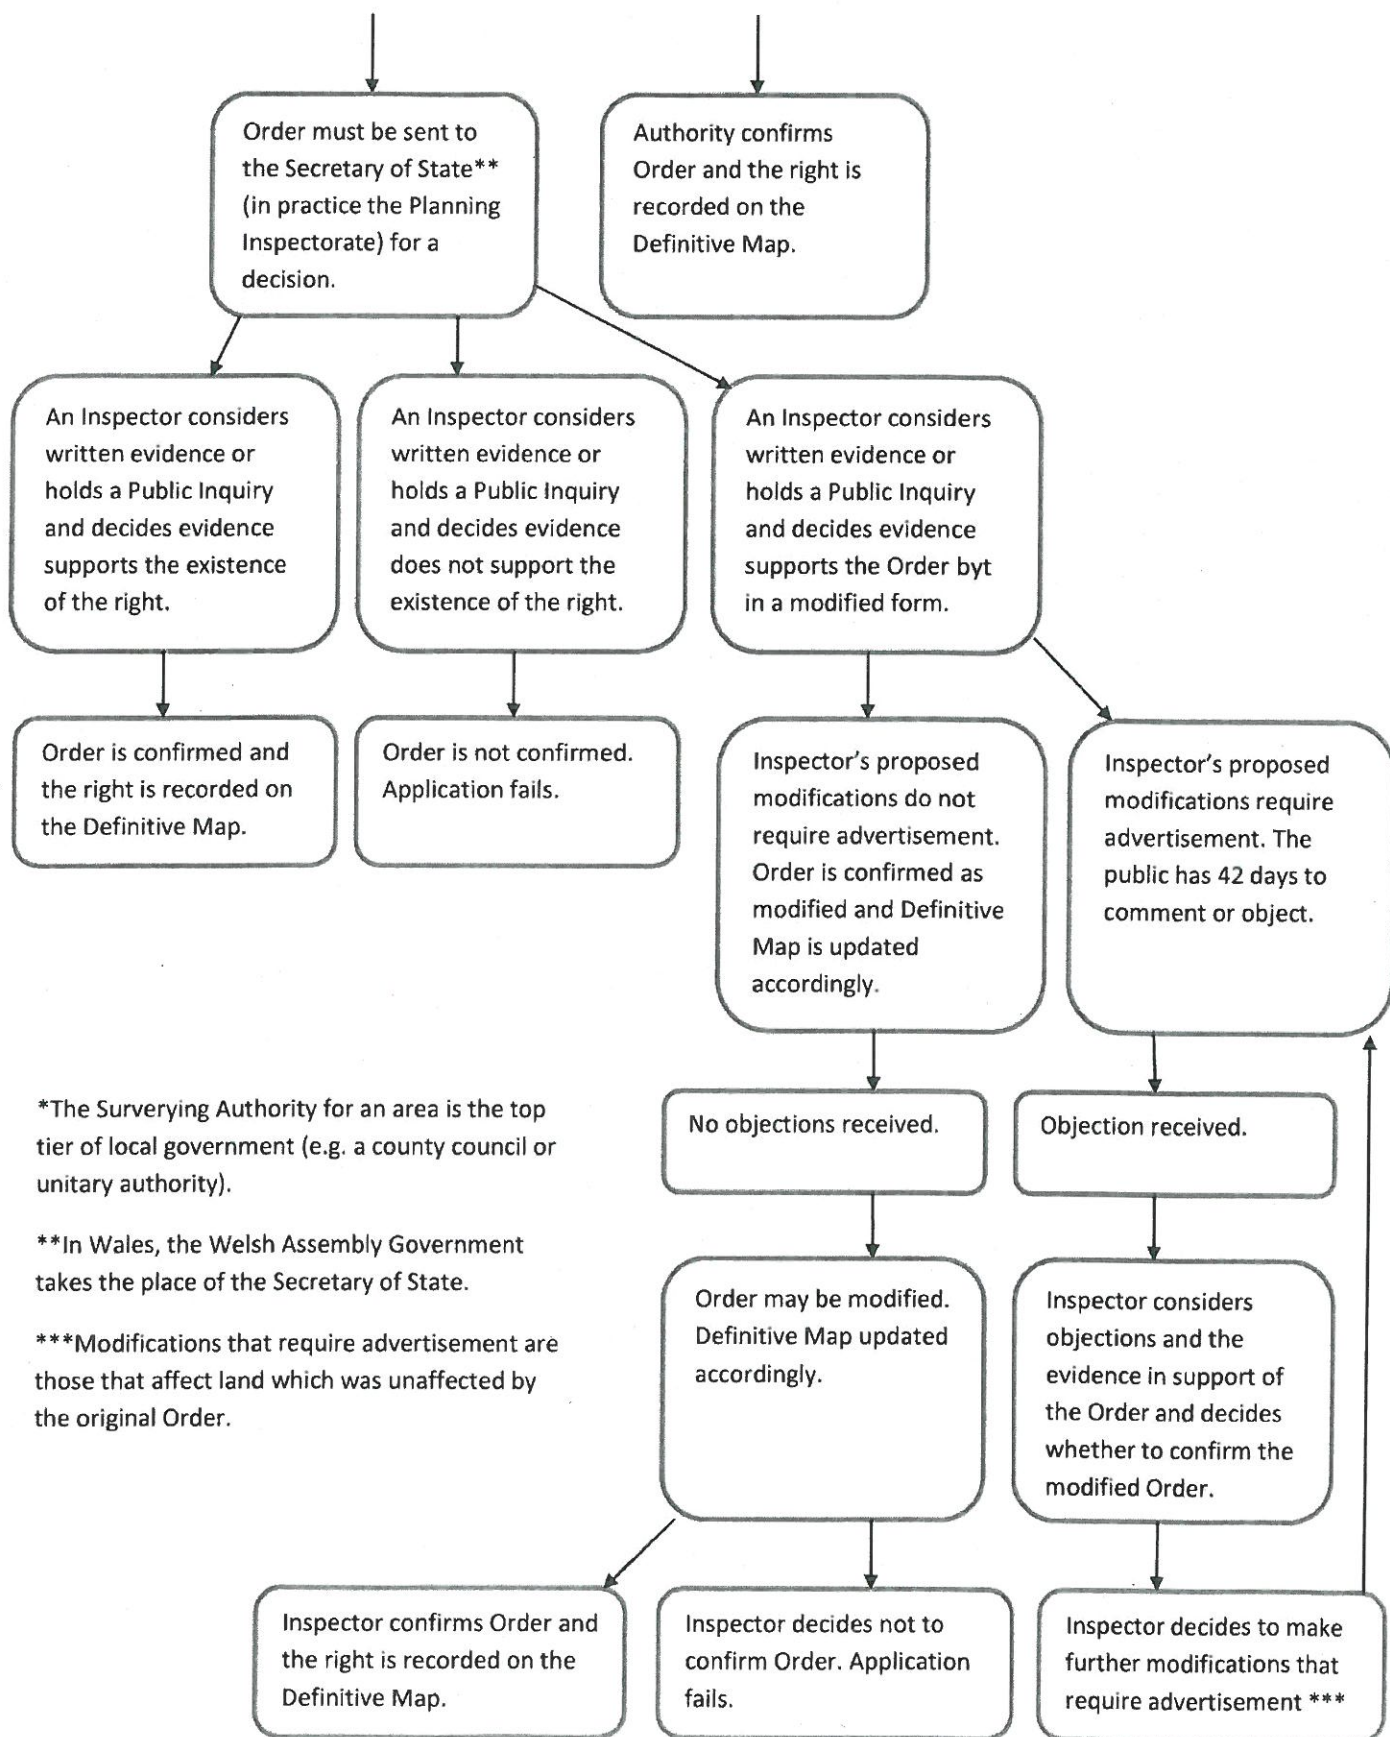 Order must be sent to
the Secretary of State**
(in practice the Planning
Inspectorate) for a
decision.
Authority confirms
Order and the right is
recorded on the
Definitive Map.
An Inspector considers
written evidence or
holds a Public Inquiry
and decides evidence
supports the existence
of the right.
An Inspector considers
written evidence or
holds a Public Inquiry
and decides evidence
does not support the
existence of the right.
An Inspector considers
written evidence or
holds a Public Inquiry
and decides evidence
supports the Order byt
in a modified form.
Order is confirmed and
the right is recorded on
the Definitive Map.
Order is not confirmed.
Application fails.
Inspector's proposed
modifications do not
require advertisement.
Order is confirmed as
modified and Definitive
Map is updated
accordingly.
Inspector's proposed
modifications require
advertisement. The
public has 42 days to
comment or object.
*The Surverying Authority for an area is the top
tier of local government (e.g. a county council or
unitary authority).
**In Wales, the Welsh Assembly Government
takes the place of the Secretary of State.
***Modifications that require advertisement are
those that affect land which was unaffected by
the original Order.
No objections received.
Objection received.
Order may be modified.
Definitive Map updated
accordingly.
Inspector considers
objections and the
evidence in support of
the Order and decides
whether to confirm the
modified Order.
Inspector confirms Order and
the right is recorded on the
Definitive Map.
Inspector decides not to
confirm Order. Application
fails.
Inspector decides to make
further modifications that
require advertisement ***